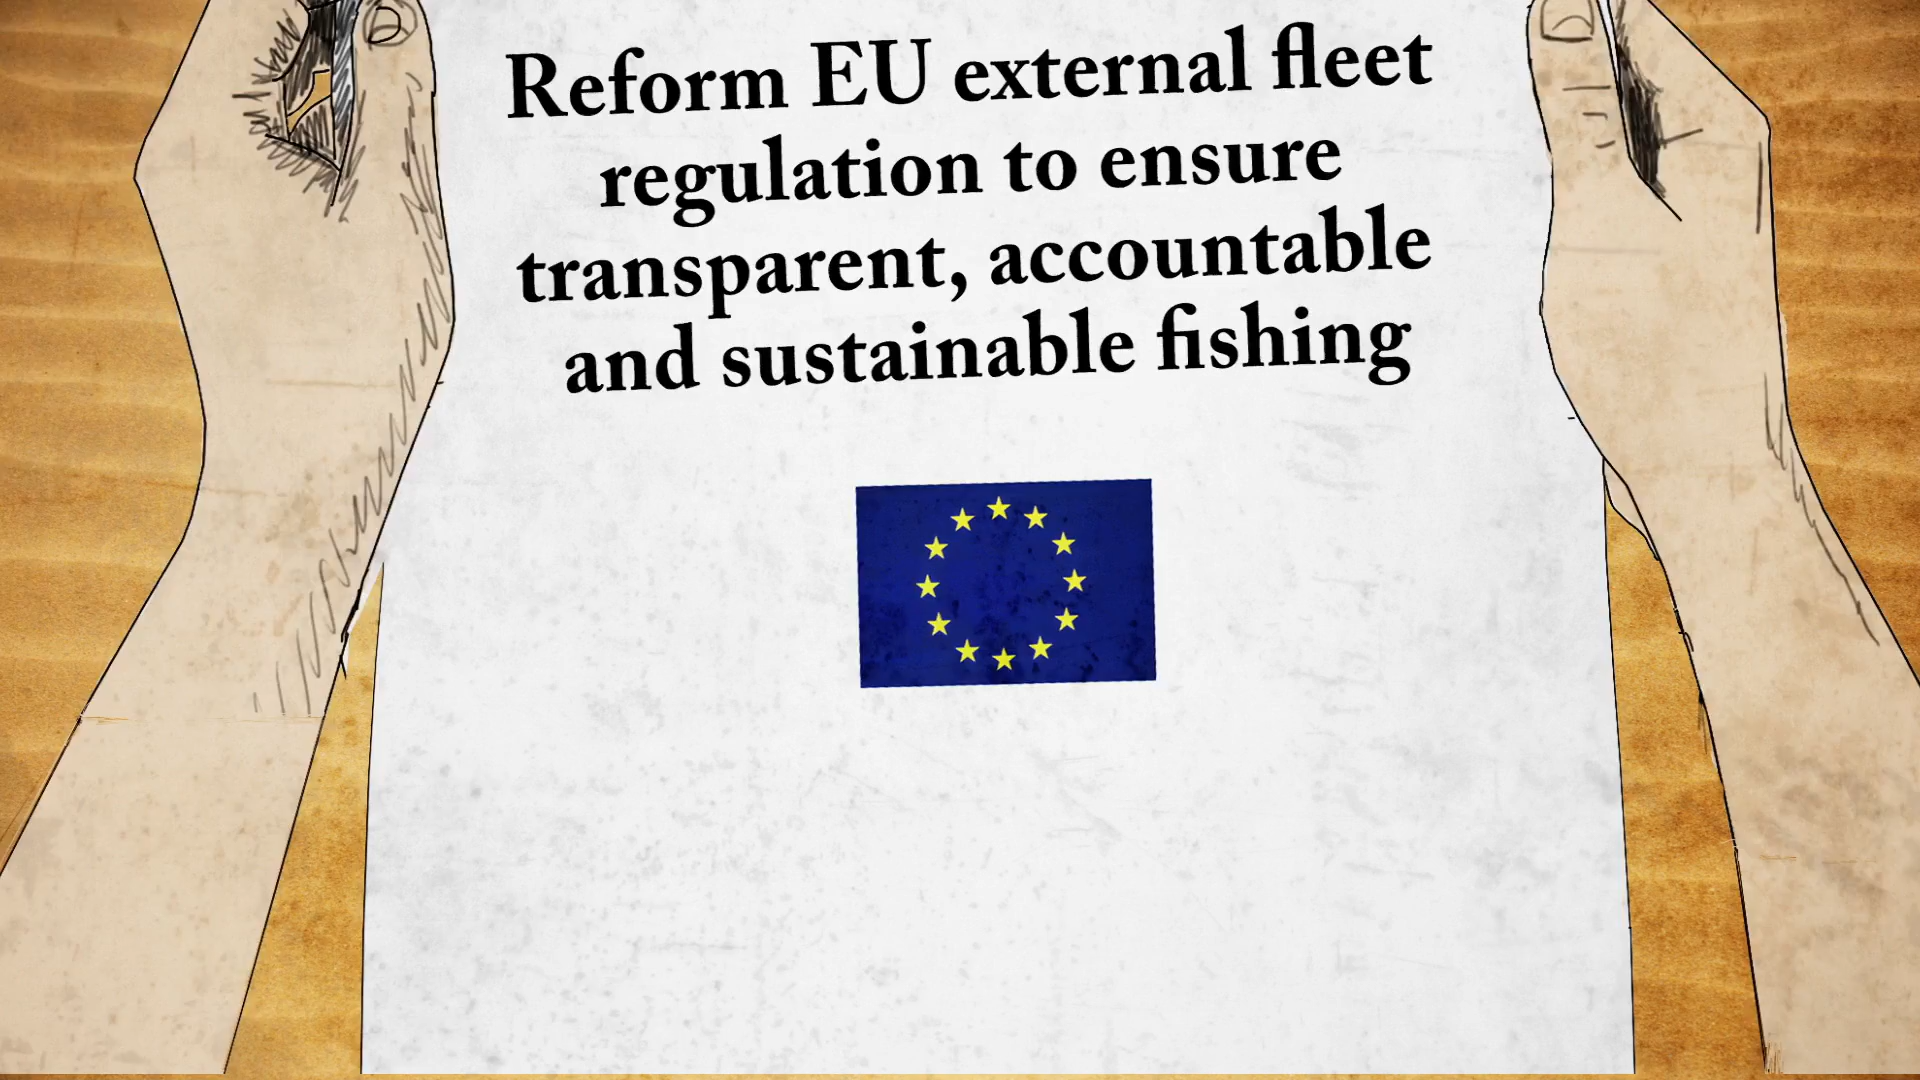 Reform EU external fleet
regulation to ensure
transparent, accountable
and sustainable fishing